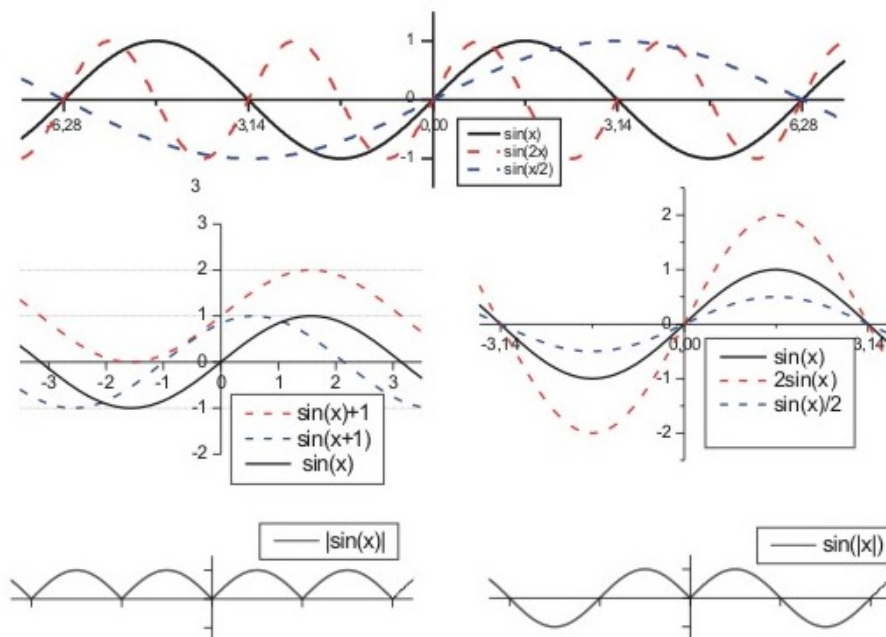 1
0
-6,28
3,14
0,00
3,14
6,28
-1
sin(x)
sin(2x)
sin(x/2)
3
3
2
1
0
-3
-2
-1
0
1
2
3
-1
-2
sin(x)+1
sin(x+1)
sin(x)
2
1
0
-3,14
0,00
3,14
-1
-2
sin(x)
2sin(x)
sin(x)/2
|sin(x)|
sin(|x|)